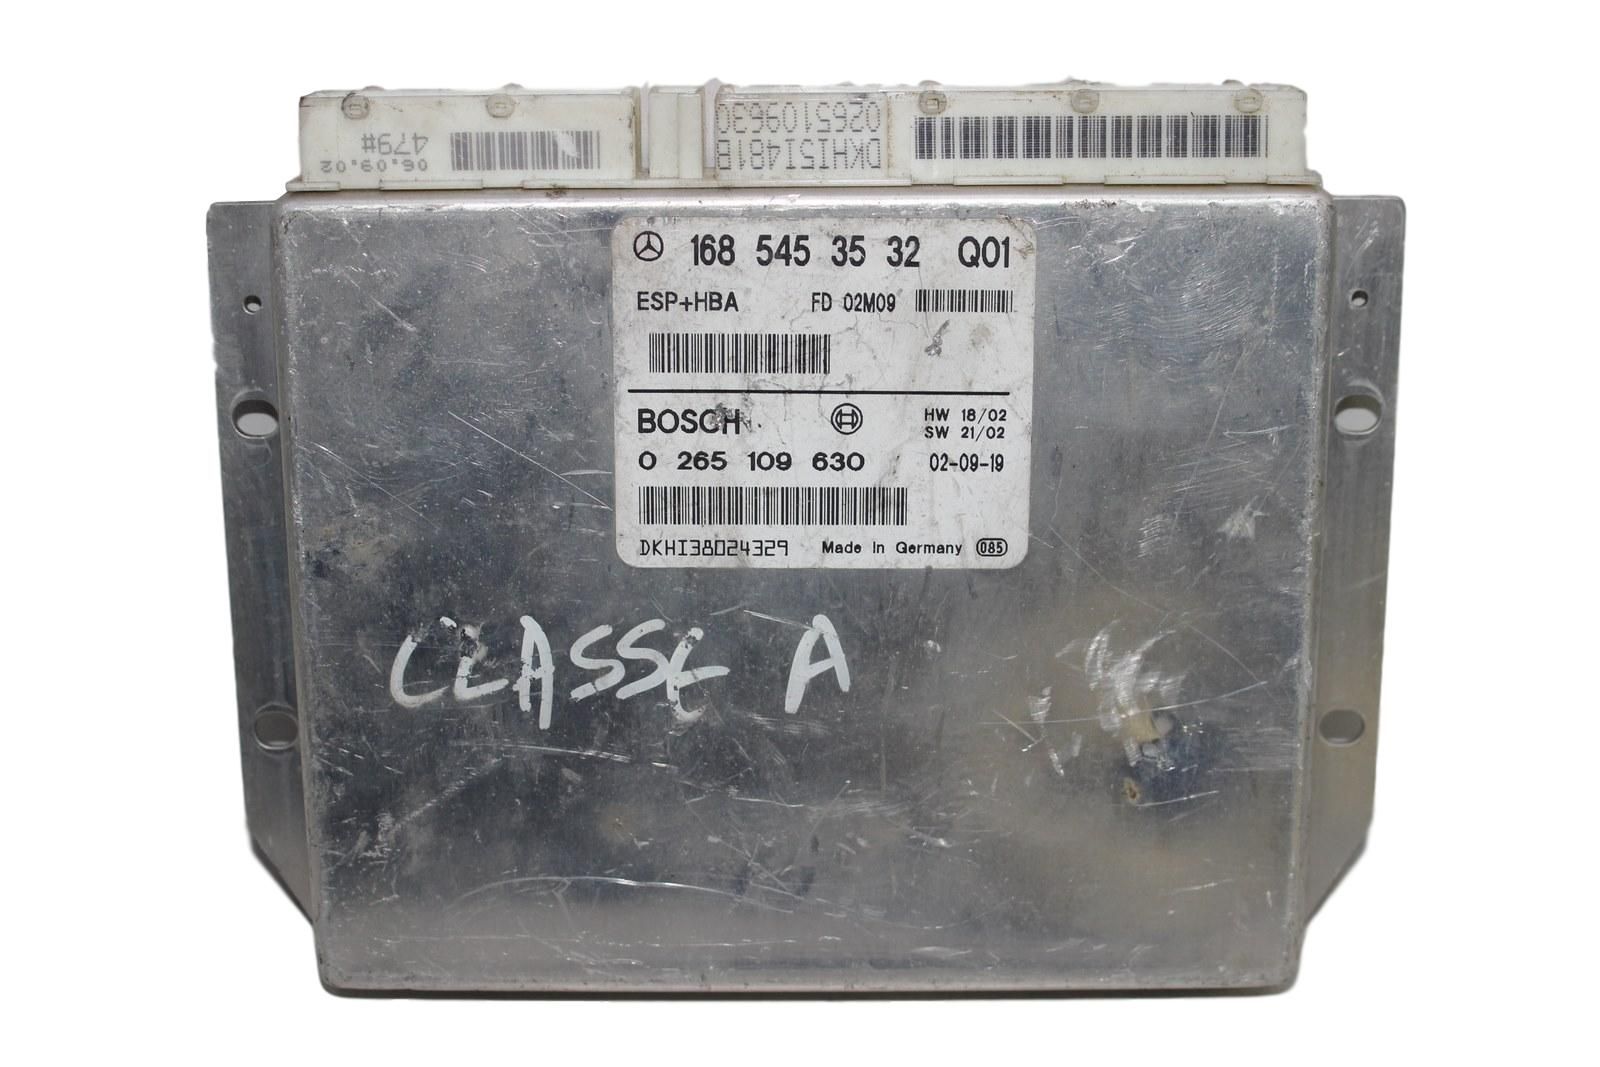 479#
06.09.02
DKHI5I481B
0265109630
168 545 35 32 Q01
ESP+HBA FD 02M09
BOSCH HW 18/02
SW 21/02
0 265 109 630 02-09-19
DKHI38024329 Made in Germany 085
CLASSE A